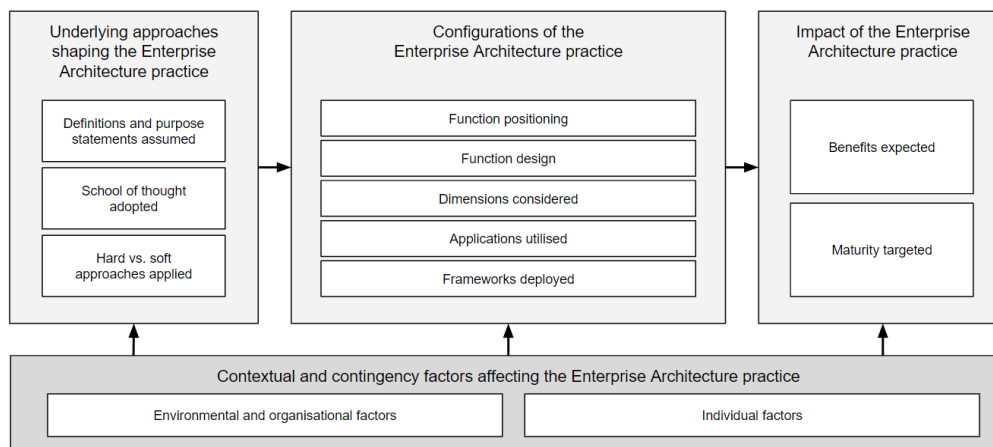 Underlying approaches
shaping the Enterprise
Architecture practice
Definitions and purpose
statements assumed
School of thought
adopted
Hard vs. soft
approaches applied
Configurations of the
Enterprise Architecture practice
Function positioning
Function design
Dimensions considered
Applications utilised
Frameworks deployed
Impact of the Enterprise
Architecture practice
Benefits expected
Maturity targeted
Contextual and contingency factors affecting the Enterprise Architecture practice
Environmental and organisational factors
Individual factors